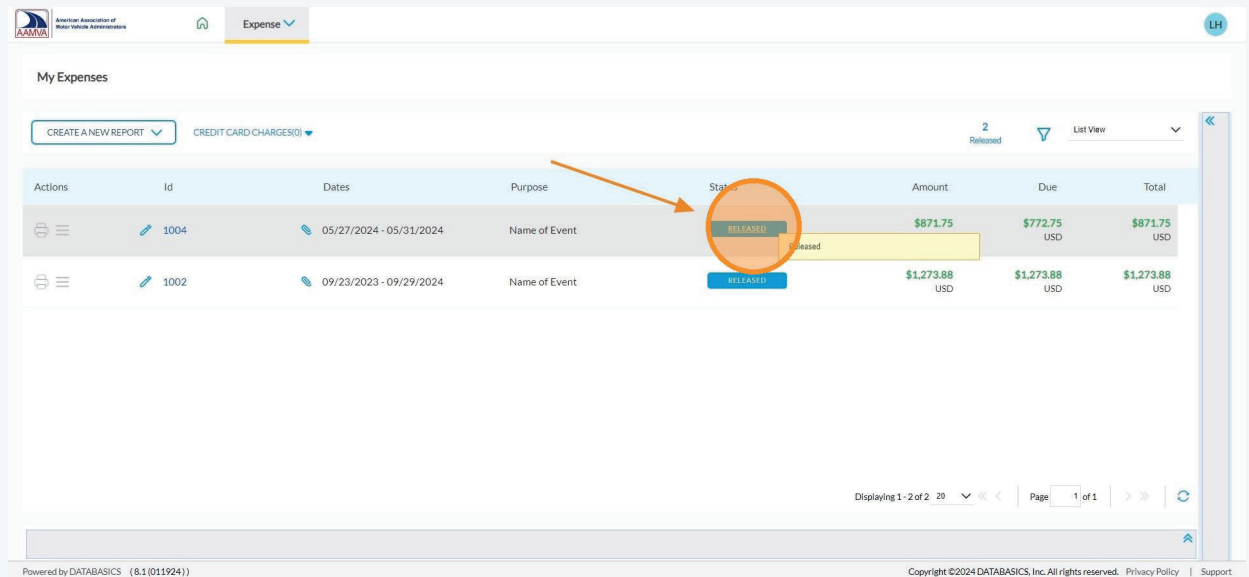 American Association of
Motor Vehicle Administrators
AAMVA
Expense
LH
My Expenses
CREATE A NEW REPORT
CREDIT CARD CHARGES(0)
2
Released
List View
Actions Id Dates Purpose Status Amount Due Total
1004 05/27/2024 - 05/31/2024 Name of Event RELEASED $871.75 $772.75 $871.75
USD USD
Released
1002 09/23/2023 - 09/29/2024 Name of Event RELEASED $1,273.88 $1,273.88 $1,273.88
USD USD USD
Displaying 1 - 2 of 2 20 Page 1 of 1
Powered by DATABASICS (8.1 (011924)) Copyright ©2024 DATABASICS, Inc. All rights reserved. Privacy Policy | Support